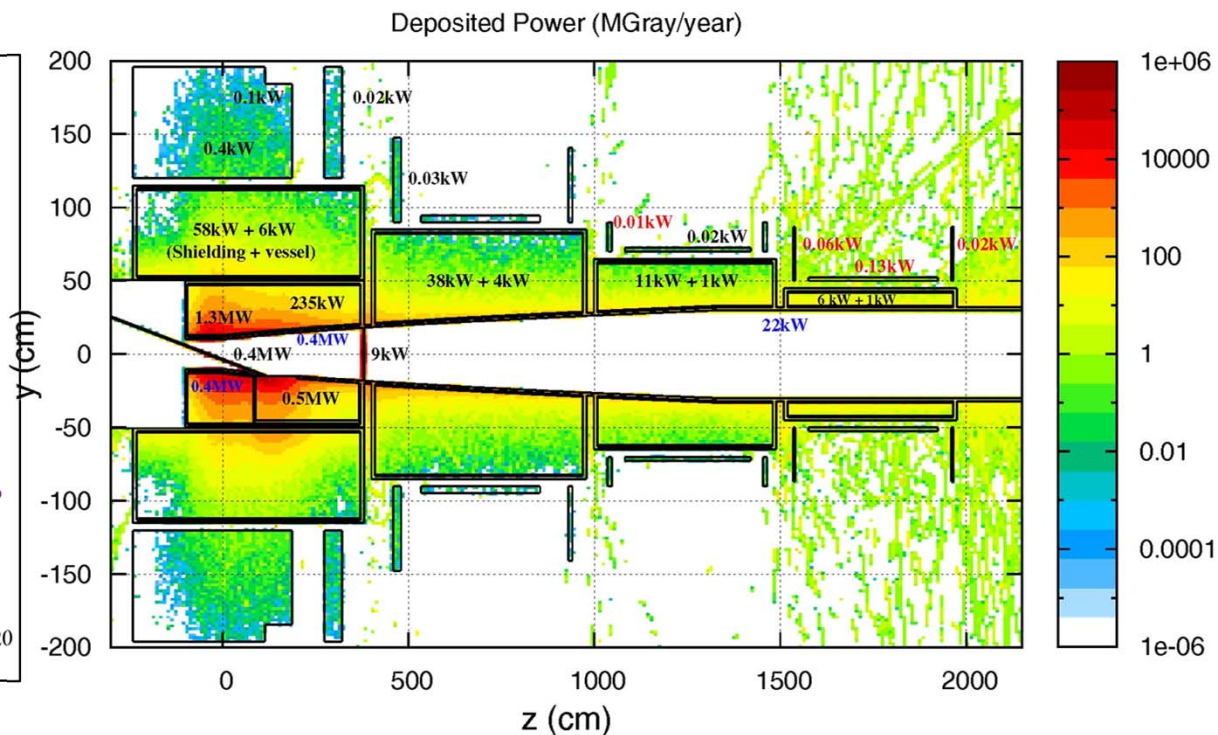 Deposited Power (MGray/year)
200
150
100
50
0
-50
-100
-150
-200
y (cm)
0.1kW
0.02kW
0.4kW
0.03kW
58kW + 6kW
(Shielding + vessel)
38kW + 4kW
0.01kW
0.02kW
11kW + 1kW
0.06kW
0.02kW
0.13kW
6 kW + 1kW
235kW
1.3MW
0.4MW
0.4MW
9kW
22kW
0.4MW
0.5MW
0
500
1000
1500
2000
z (cm)
1e+06
10000
100
1
0.01
0.0001
1e-06
20